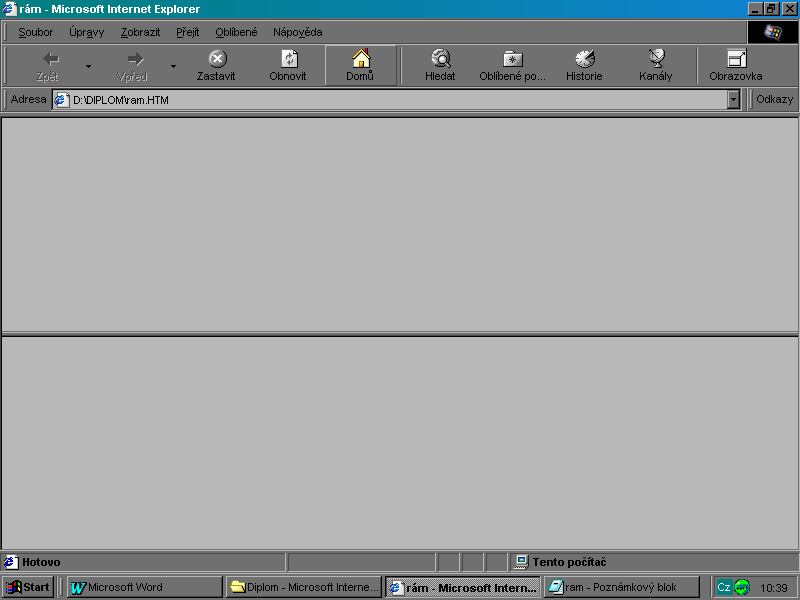 rám - Microsoft Internet Explorer
Soubor Úpravy Zobrazit Přejít Oblíbené Nápověda
Zpět Vpřed Zastavit Obnovit Domů Hledat Oblíbené po... Historie Kanály Obrazovka
Adresa D:\DIPLOM\ram.HTM Odkazy
Hotovo Tento počítač
Start Microsoft Word Diplom - Microsoft Interne... rám - Microsoft Intern... ram - Poznámkový blok Cz 10:39